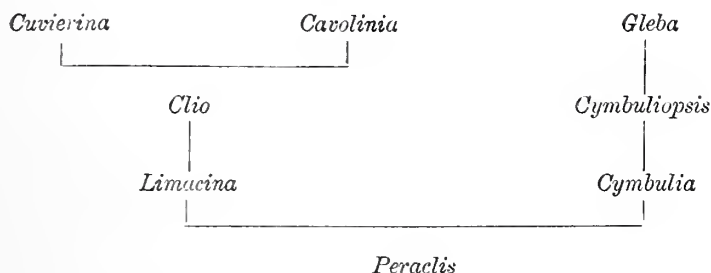 Cuvierina Cavolinia Gleba
Clio Cymbuliopsis
Limacina Cymbulia
Peraclis